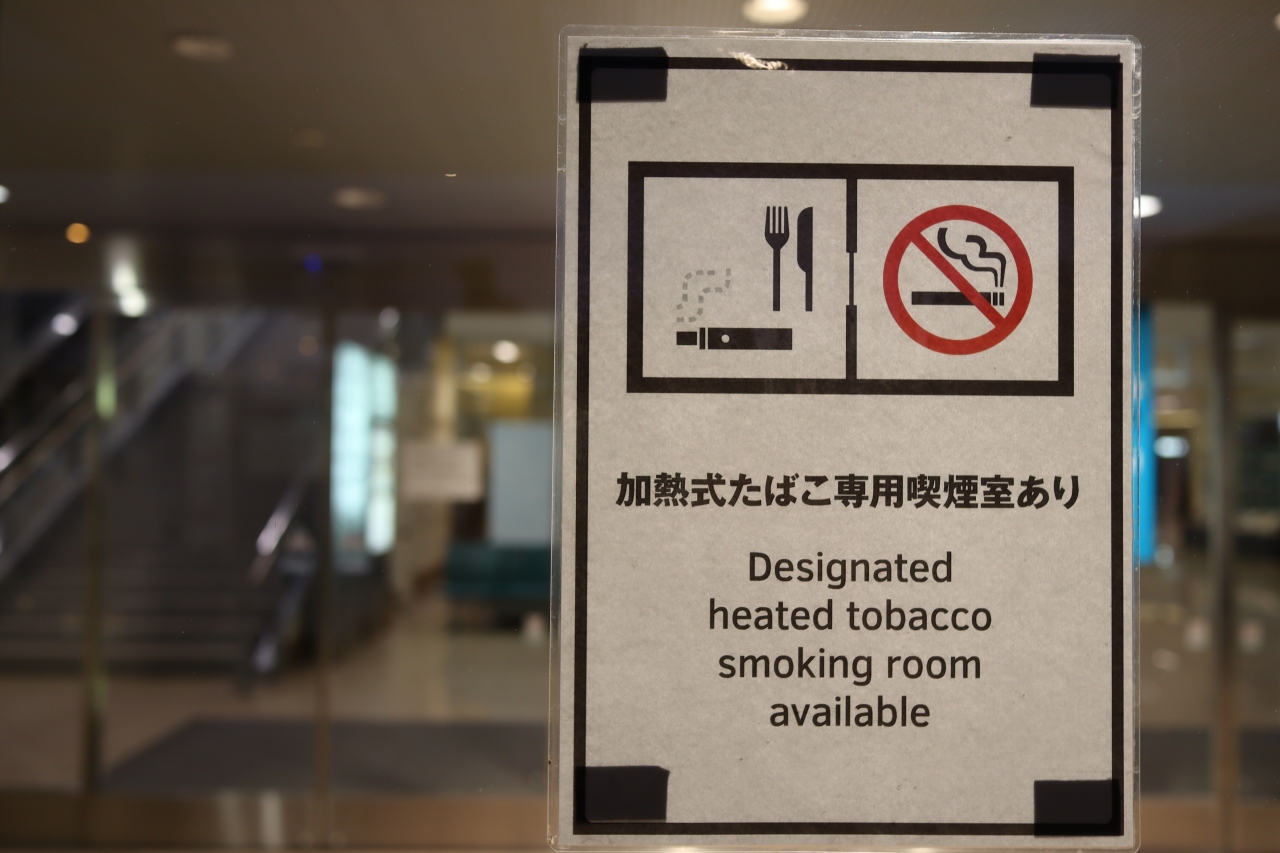 加熱式たばこ専用喫煙室あり
Designated
heated tobacco
smoking room
available